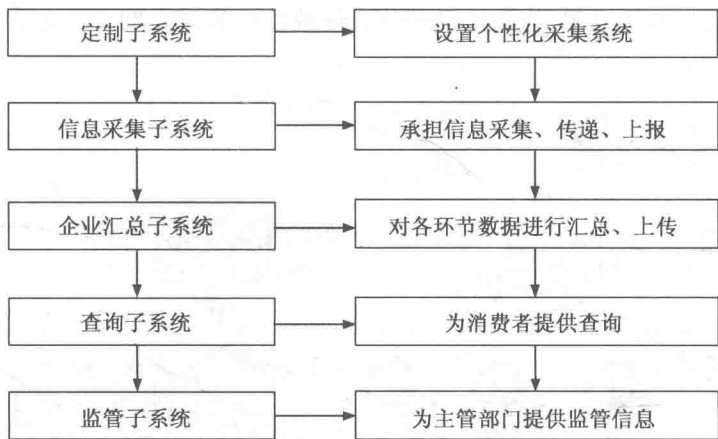 定制子系统
设置个性化采集系统
信息采集子系统
承担信息采集、传递、上报
企业汇总子系统
对各环节数据进行汇总、上传
查询子系统
为消费者提供查询
监管子系统
为主管部门提供监管信息